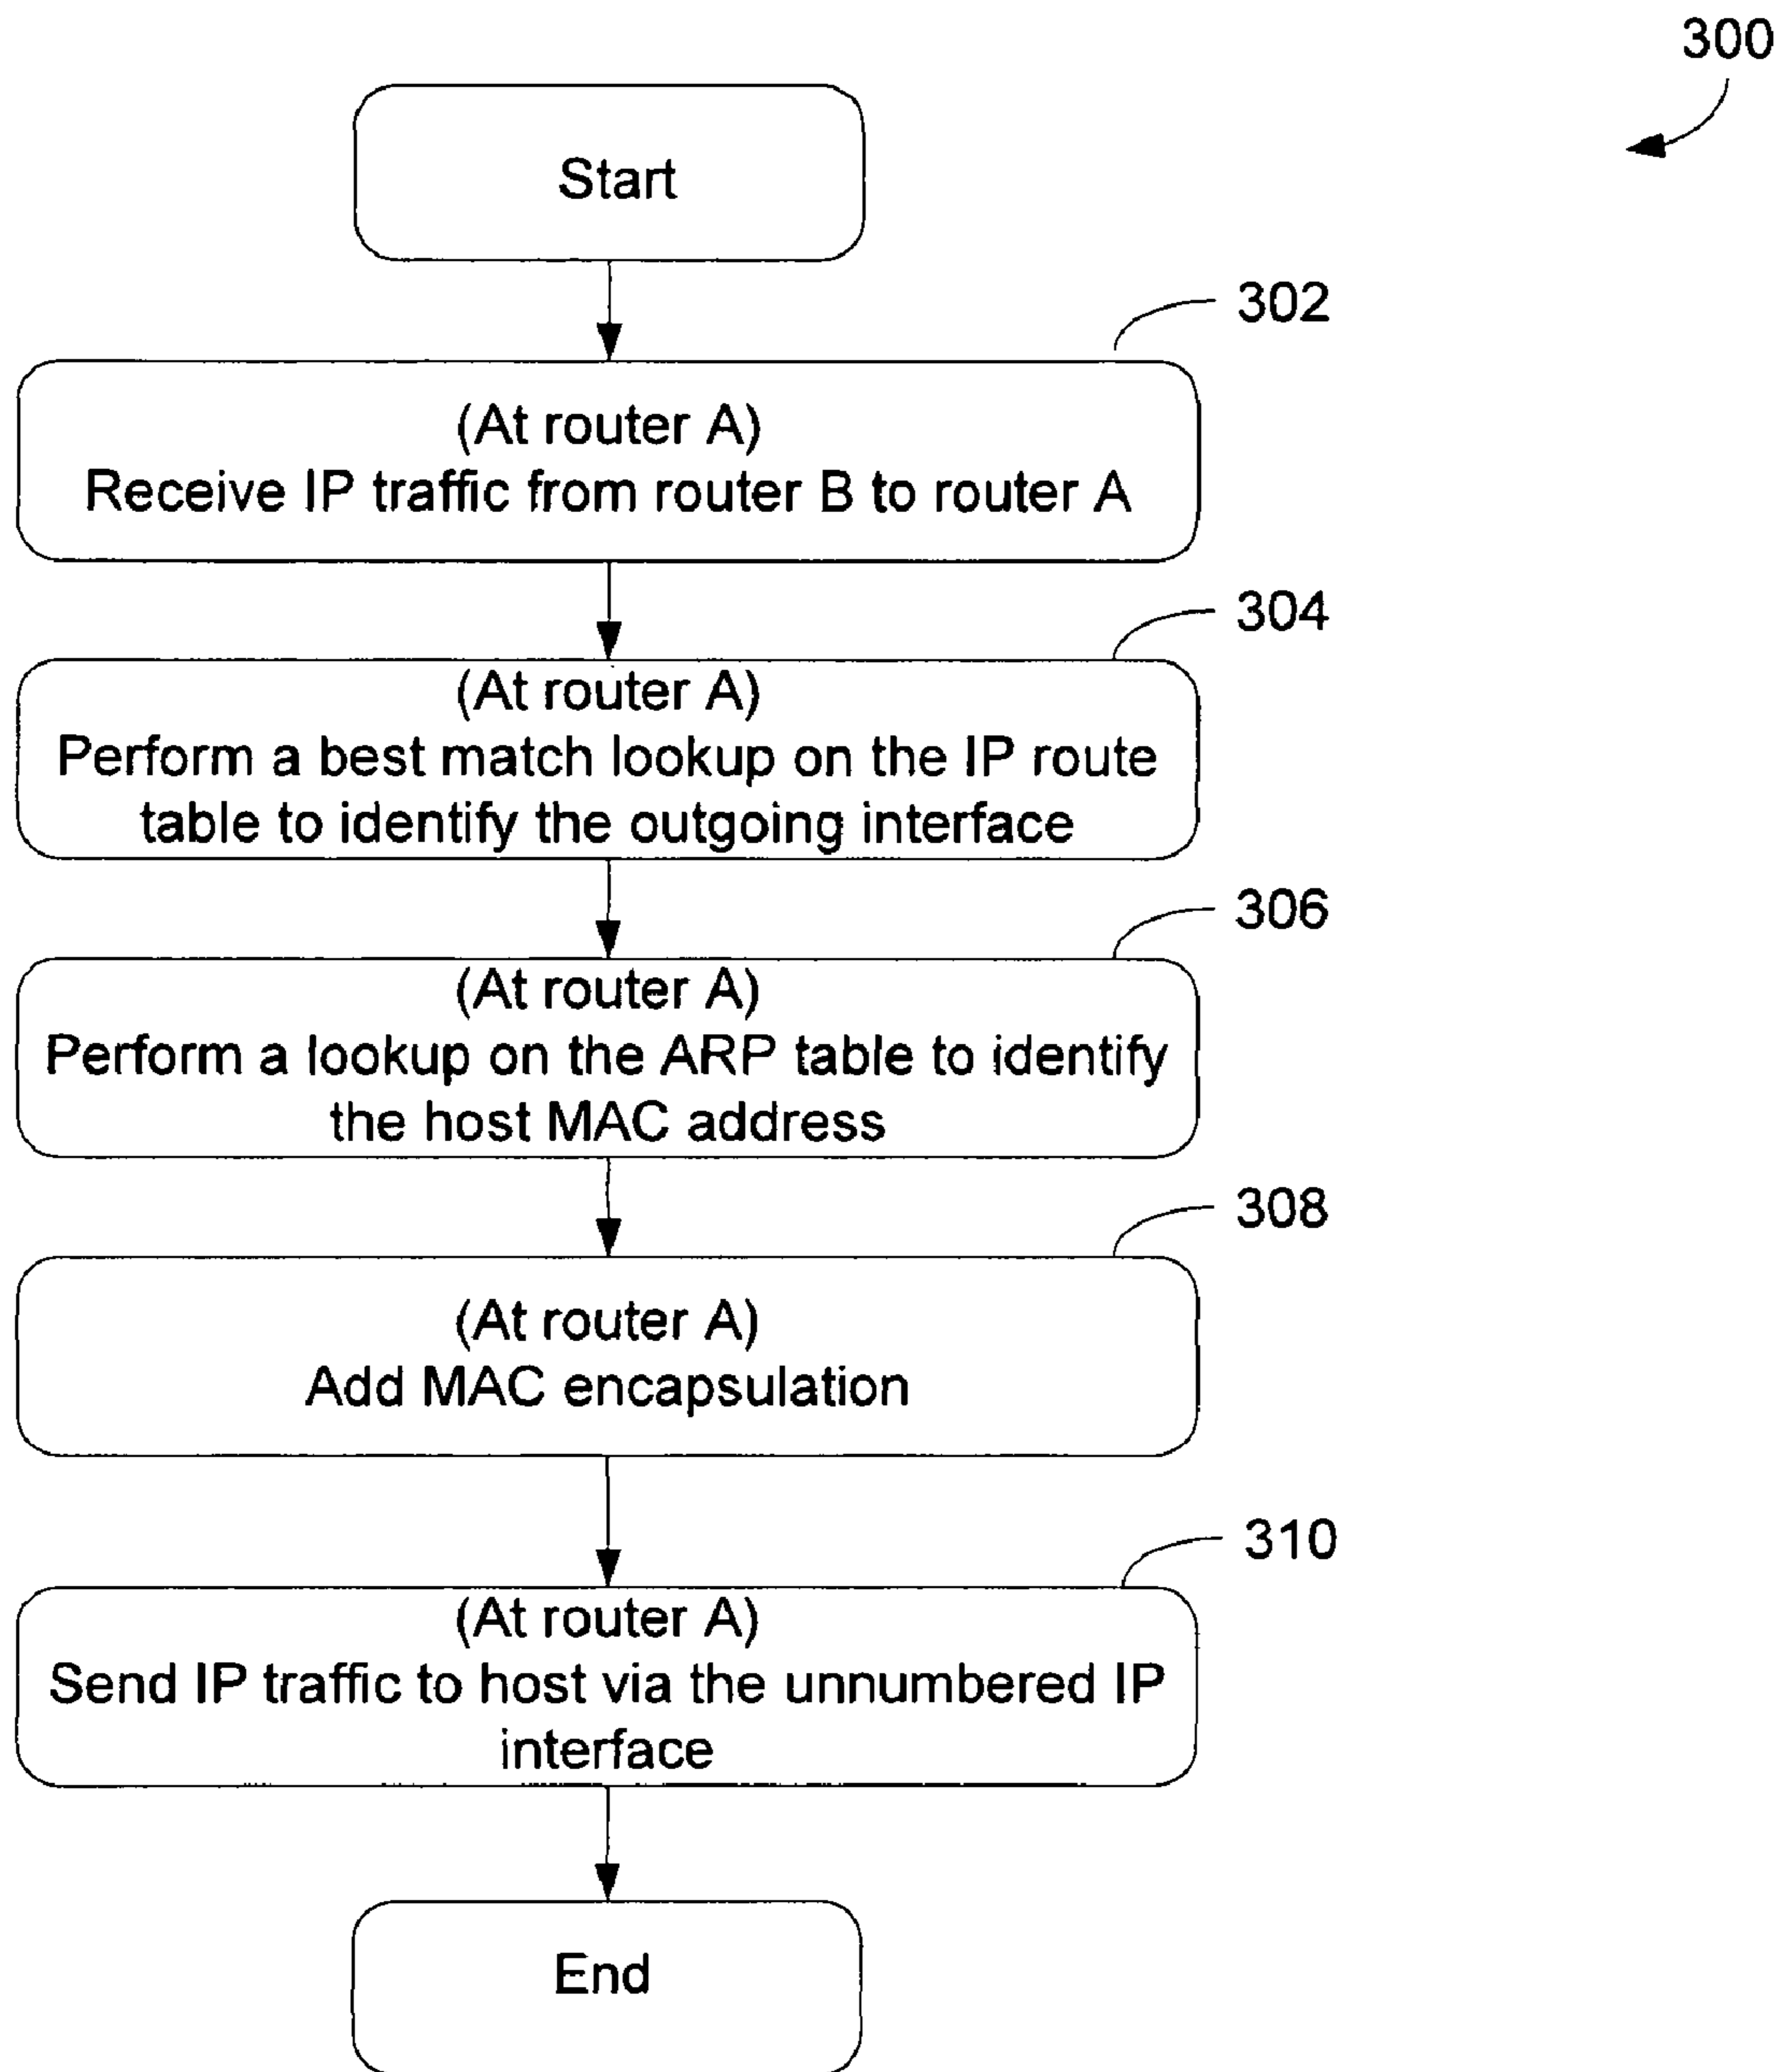 300
Start
302
(At router A)
Receive IP traffic from router B to router A
304
(At router A)
Perform a best match lookup on the IP route
table to identify the outgoing interface
306
(At router A)
Perform a lookup on the ARP table to identify
the host MAC address
308
(At router A)
Add MAC encapsulation
310
(At router A)
Send IP traffic to host via the unnumbered IP
interface
End